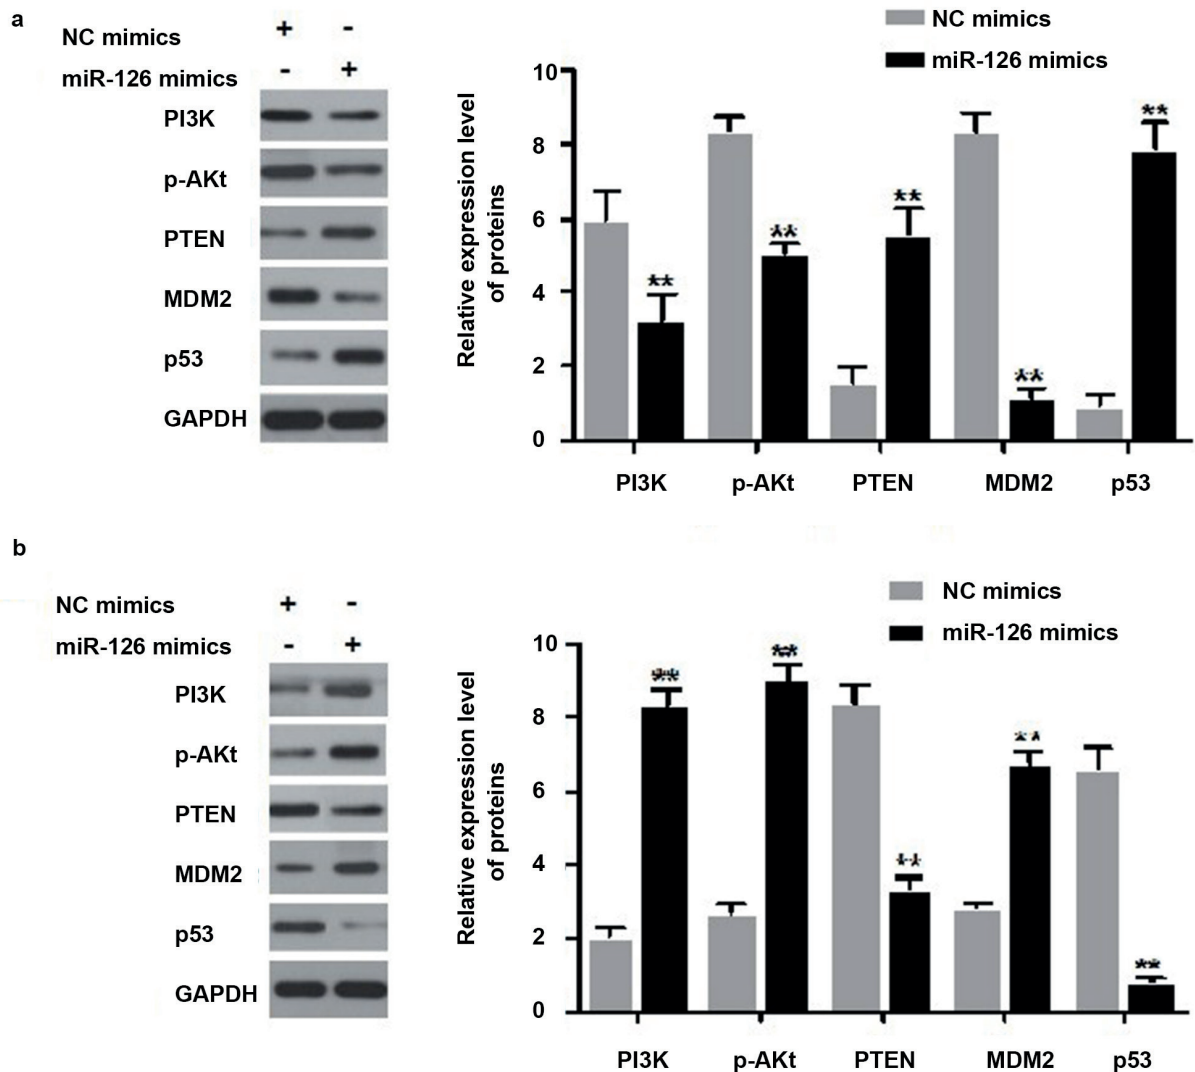 a
NC mimics + -
miR-126 mimics - +
PI3K
p-AKt
PTEN
MDM2
p53
GAPDH
NC mimics
miR-126 mimics
Relative expression level
of proteins
10
8
6
4
2
0
** ** ** ** **
PI3K p-AKt PTEN MDM2 p53
b
NC mimics + -
miR-126 mimics - +
PI3K
p-AKt
PTEN
MDM2
p53
GAPDH
NC mimics
miR-126 mimics
Relative expression level
of proteins
10
8
6
4
2
0
** ** ** ** **
PI3K p-AKt PTEN MDM2 p53